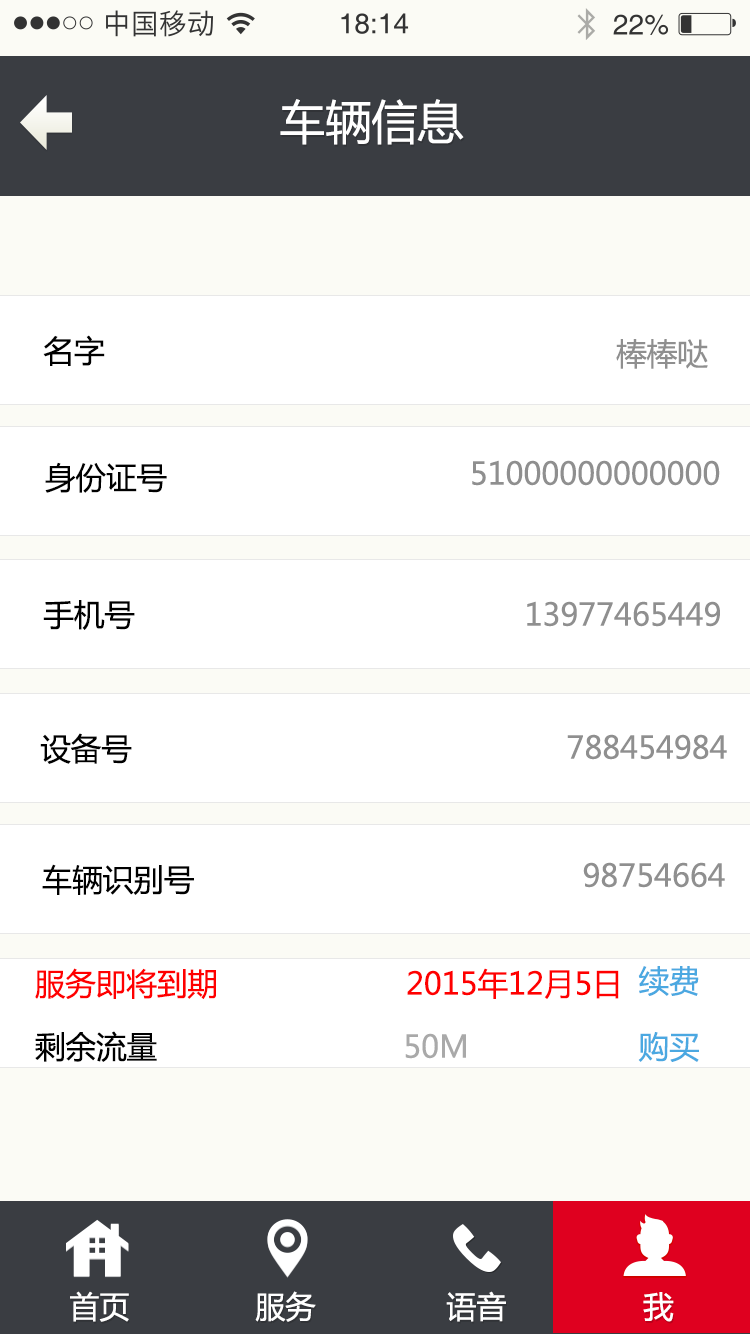 中国移动 18:14 22%
车辆信息
名字 棒棒哒
身份证号 51000000000000
手机号 13977465449
设备号 788454984
车辆识别号 98754664
服务即将到期 2015年12月5日 续费
剩余流量 50M 购买
首页 服务 语音 我